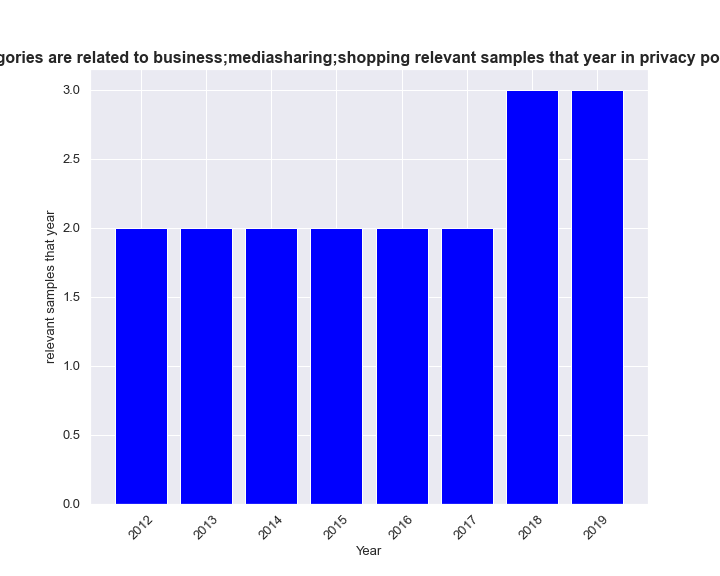 gories are related to business;mediasharing;shopping relevant samples that year in privacy po
3.0
2.5
2.0
1.5
1.0
0.5
0.0
relevant samples that year
2012 2013 2014 2015 2016 2017 2018 2019
Year